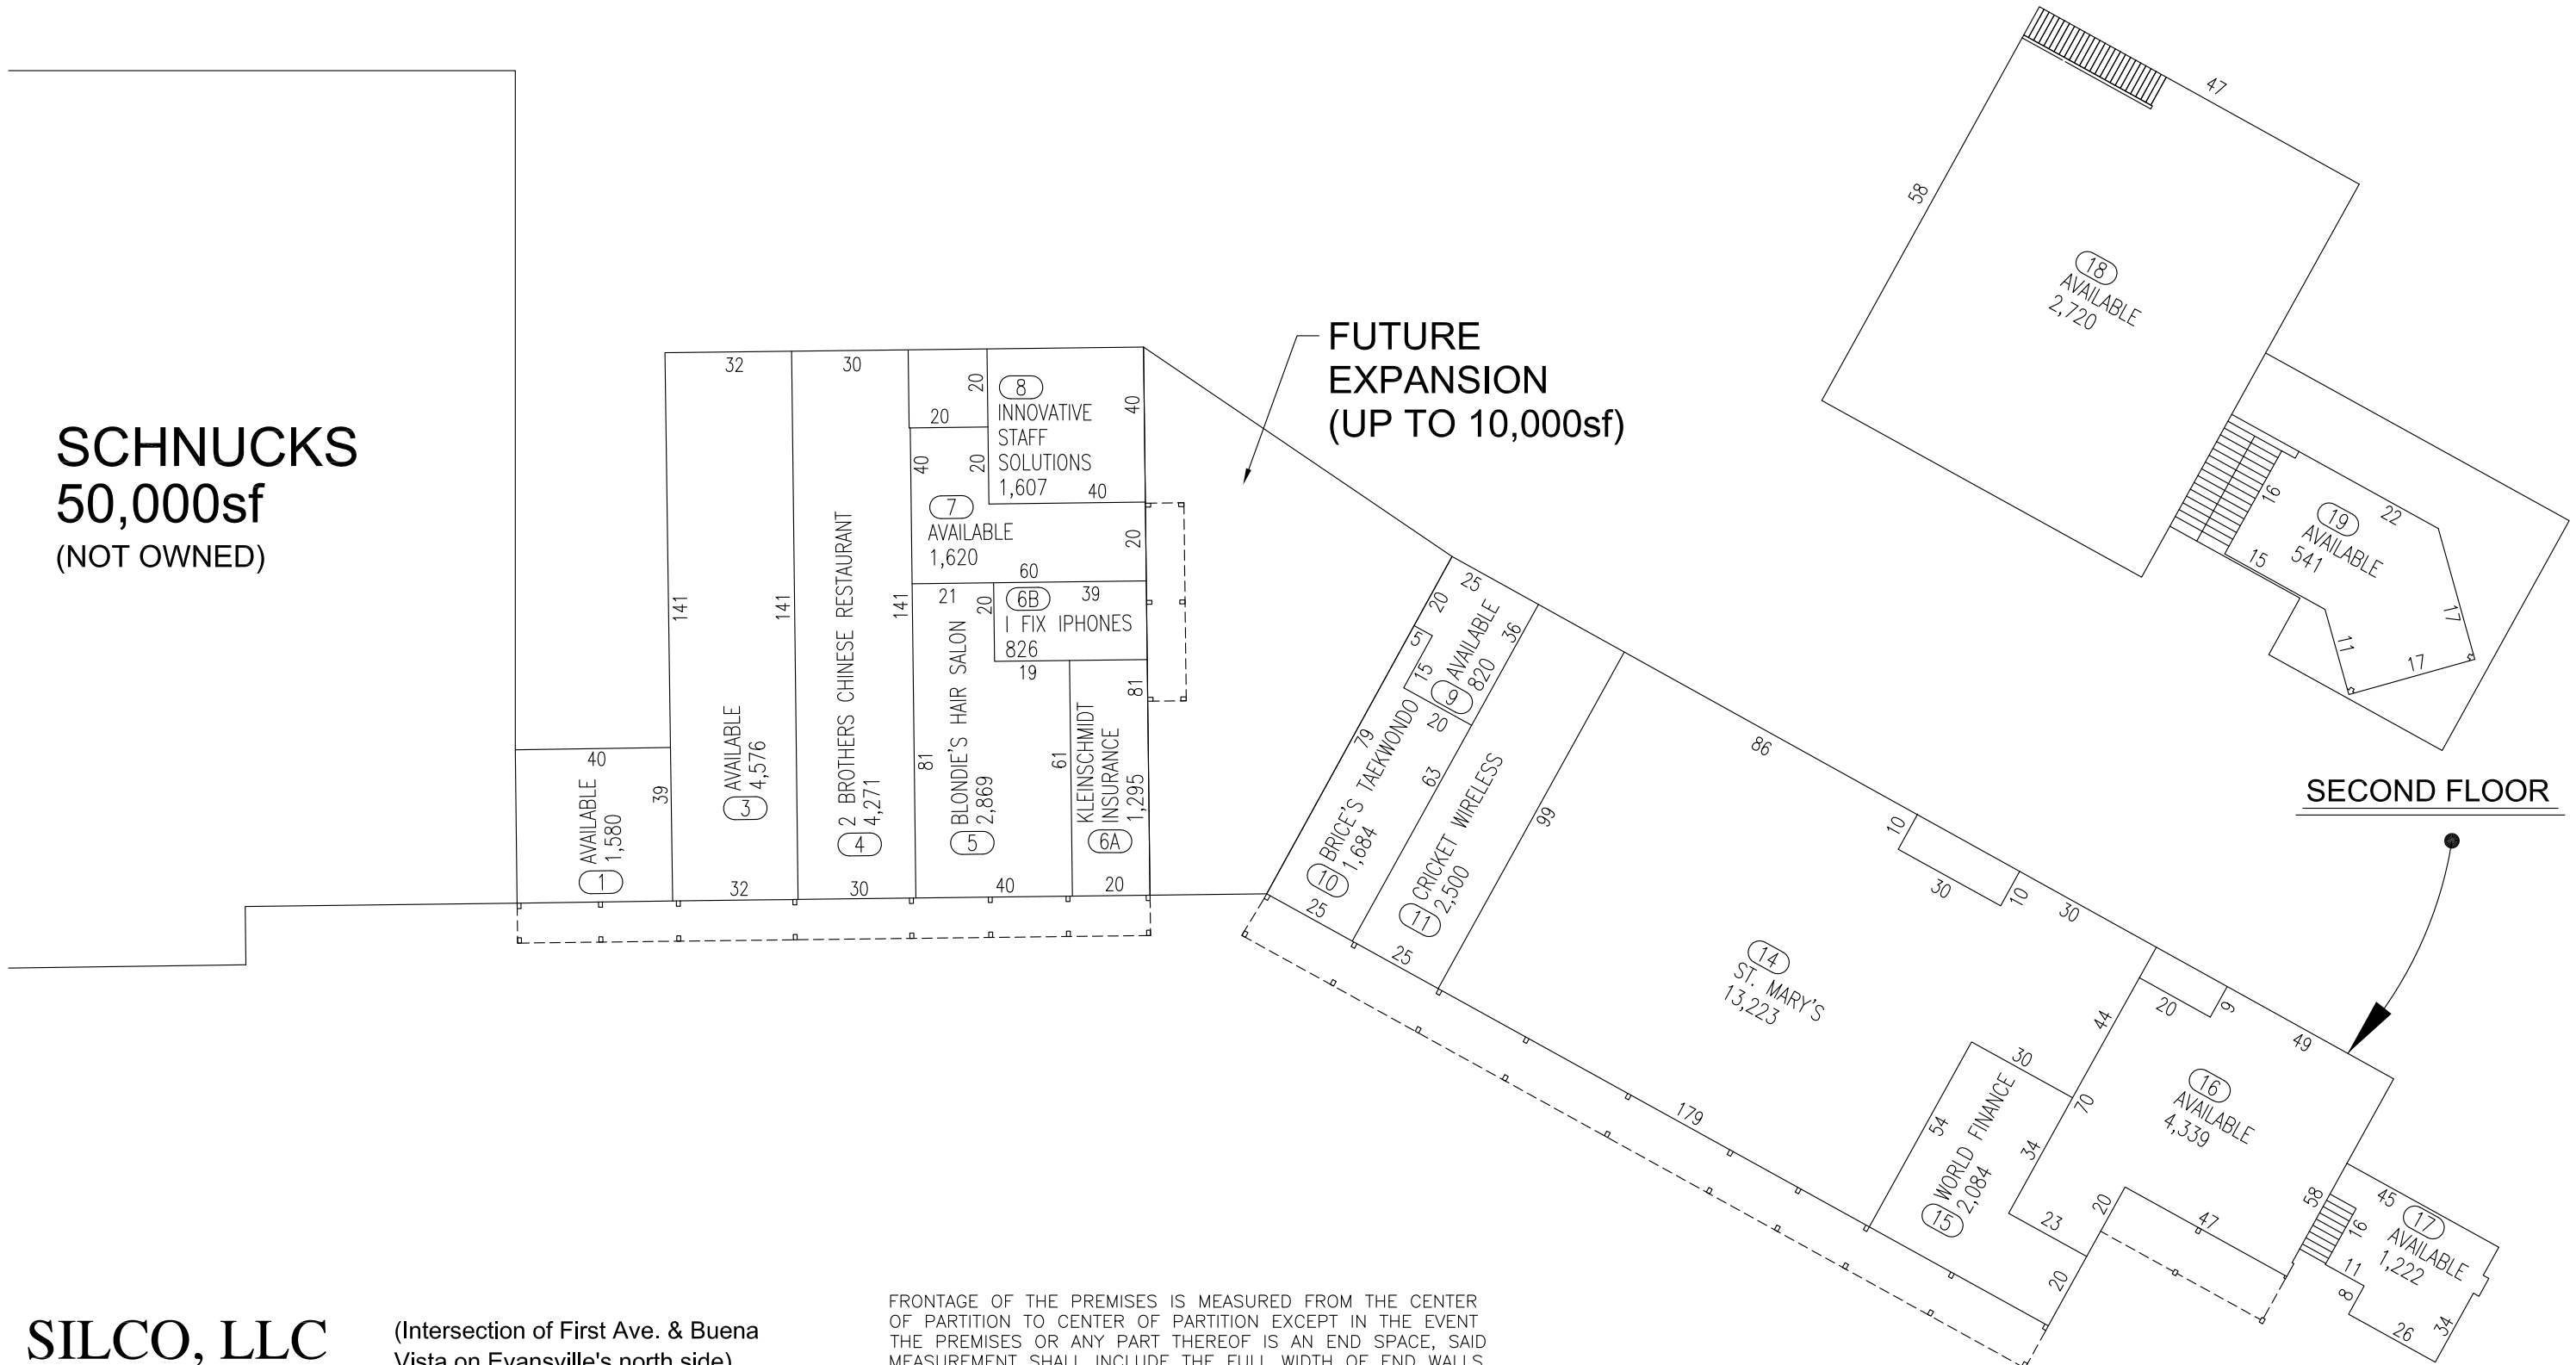 SCHNUCKS
50,000sf
(NOT OWNED)
40
39
1
AVAILABLE
1,580
32
141
141
3
AVAILABLE
4,576
32
30
141
4
2 BROTHERS CHINESE RESTAURANT
4,271
30
20
20
8
INNOVATIVE
STAFF
SOLUTIONS
1,607
40
40
40
20
7
AVAILABLE
1,620
20
60
21
20
6B
39
I FIX IPHONES
826
19
5
BLONDIE'S HAIR SALON
2,869
81
61
40
6A
KLEINSCHMIDT
INSURANCE
1,295
81
20
FUTURE
EXPANSION
(UP TO 10,000sf)
25
20
5
15
9
AVAILABLE
820
36
20
79
10
BRICE'S TAEKWONDO
1,684
63
25
11
CRICKET WIRELESS
2,500
99
25
86
10
30
10
30
14
ST. MARY'S
13,223
179
44
30
54
15
WORLD FINANCE
2,084
34
70
23
20
20
20
9
49
16
AVAILABLE
4,339
47
58
45
16
17
AVAILABLE
1,222
11
8
26
34
47
58
18
AVAILABLE
2,720
16
22
19
AVAILABLE
541
15
11
17
17
SECOND FLOOR
SILCO, LLC
(Intersection of First Ave. & Buena
Vista on Evansville's north side)
FRONTAGE OF THE PREMISES IS MEASURED FROM THE CENTER
OF PARTITION TO CENTER OF PARTITION EXCEPT IN THE EVENT
THE PREMISES OR ANY PART THEREOF IS AN END SPACE, SAID
MEASUREMENT SHALL INCLUDE THE FULL WIDTH OF END WALLS